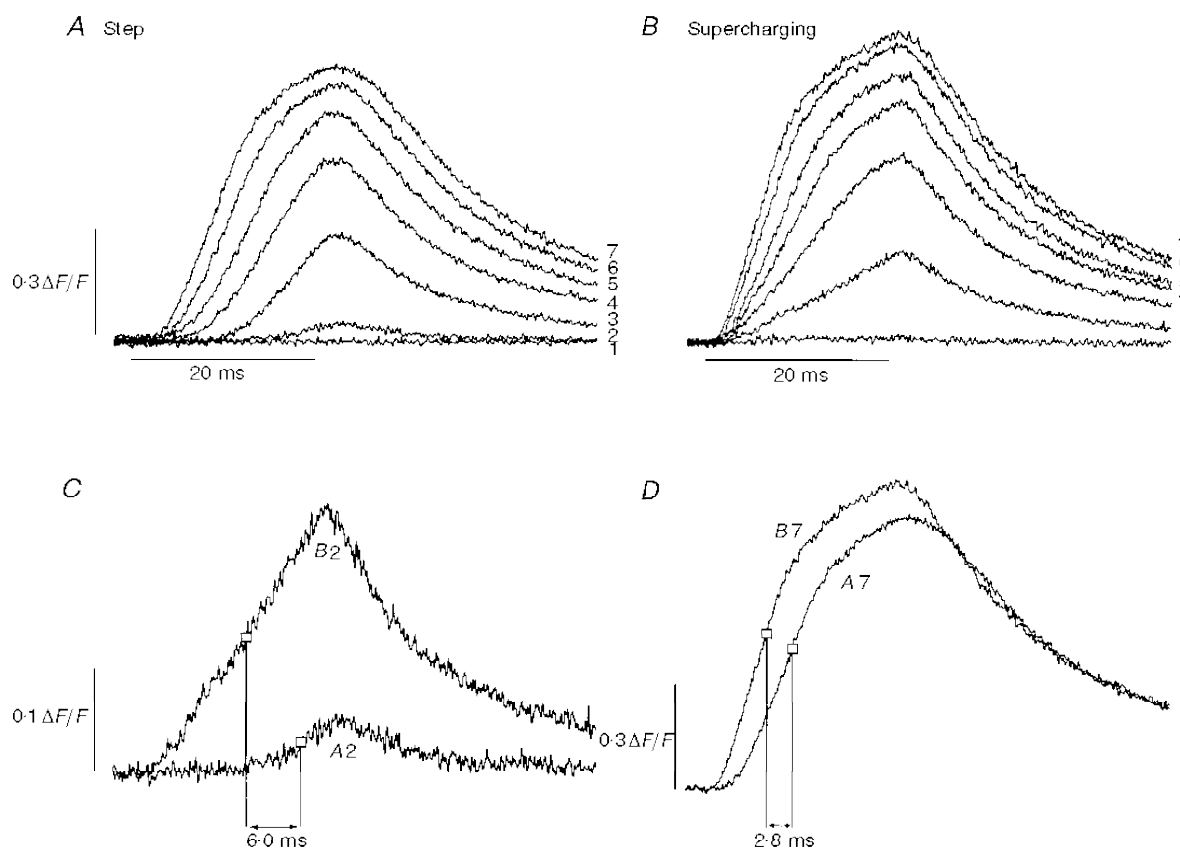 A Step
0·3 ΔF/F
7
6
5
4
3
2
1
20 ms
B Supercharging
20 ms
C
B2
A2
0·1 ΔF/F
6·0 ms
D
B7
A7
0·3 ΔF/F
2·8 ms